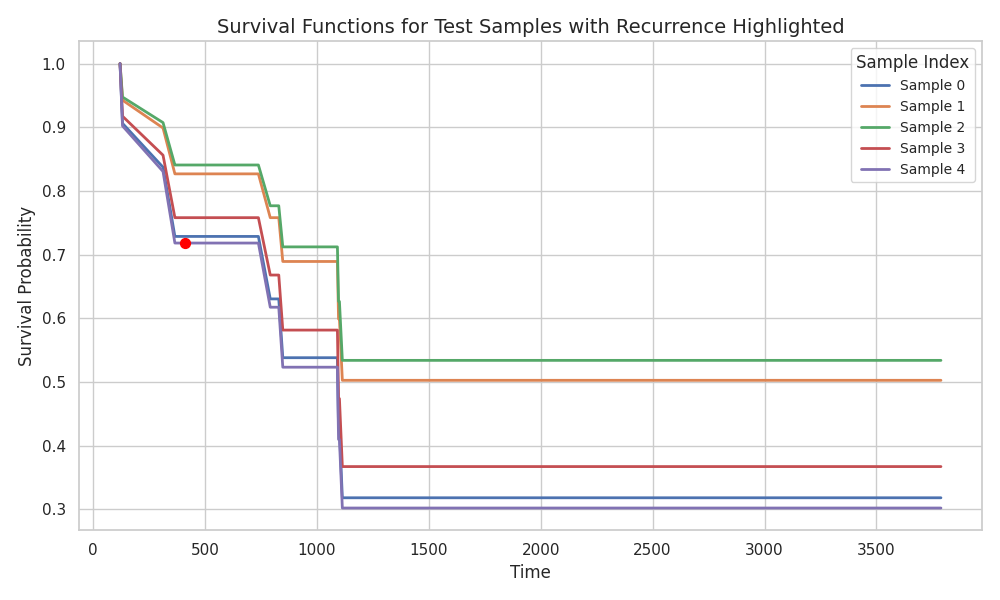 Survival Functions for Test Samples with Recurrence Highlighted
Sample Index
Sample 0
Sample 1
Sample 2
Sample 3
Sample 4
Survival Probability
1.0
0.9
0.8
0.7
0.6
0.5
0.4
0.3
0 500 1000 1500 2000 2500 3000 3500
Time